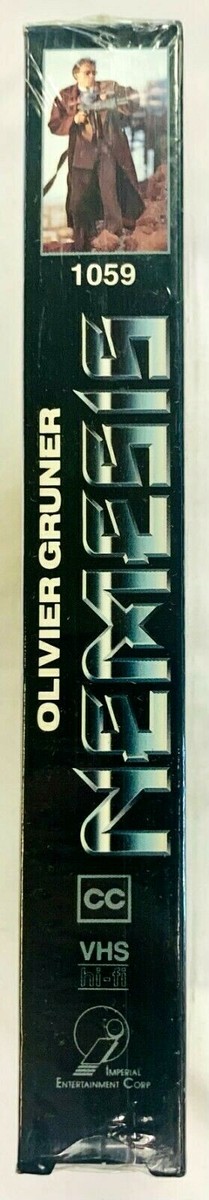 1059
OLIVIER GRUNER
NEMESIS
CC
VHS
hi-fi
IMPERIAL
ENTERTAINMENT CORP